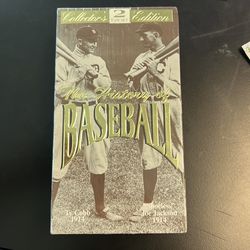 Collector's 2 Edition
The History of
BASEBALL
Ty Cobb
1913
Joe Jackson
1913